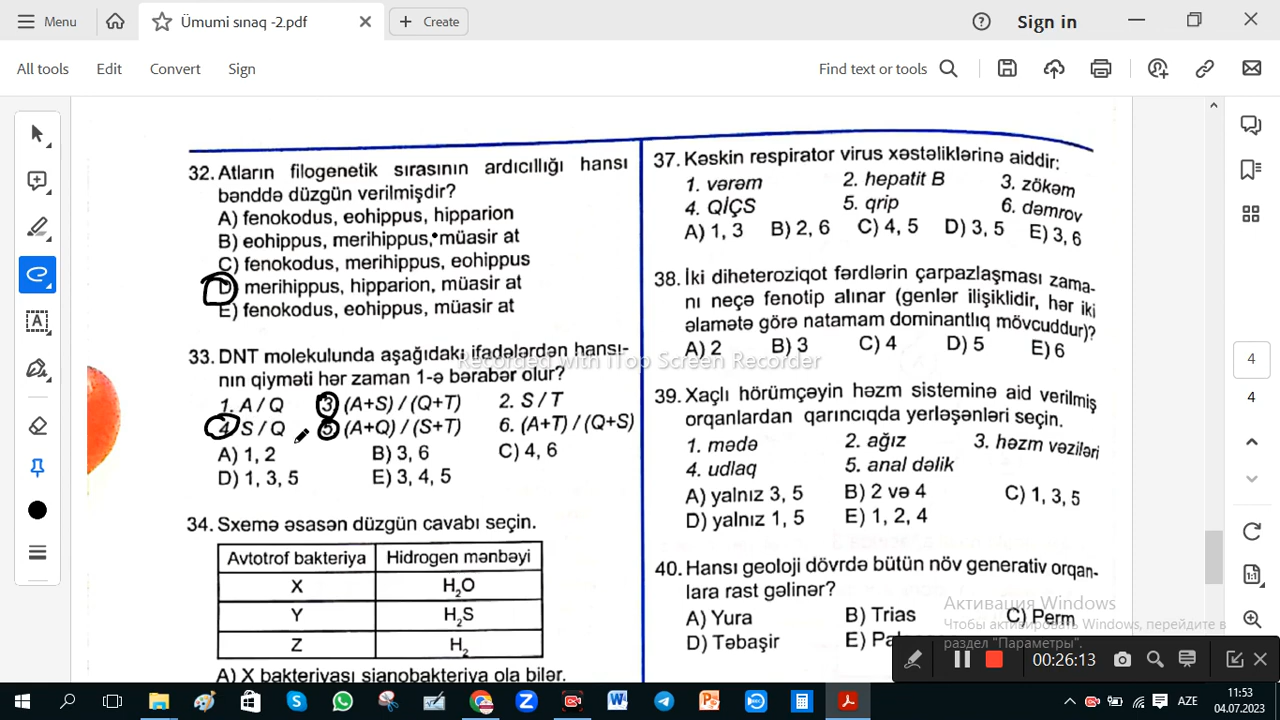 Menu
Ümumi sınaq -2.pdf
Create
Sign in
All tools
Edit
Convert
Sign
Find text or tools
32. Atların filogenetik sırasının ardıcıllığı hansı
bənddə düzgün verilmişdir?
A) fenokodus, eohippus, hipparion
B) eohippus, merihippus, müasir at
C) fenokodus, merihippus, eohippus
D) merihippus, hipparion, müasir at
E) fenokodus, eohippus, müasir at
33. DNT molekulunda aşağıdakı ifadələrdən hansı-
nın qiyməti hər zaman 1-ə bərabər olur?
1. A / Q 3. (A+S) / (Q+T) 2. S / T
4. S / Q 5. (A+Q) / (S+T) 6. (A+T) / (Q+S)
A) 1, 2 B) 3, 6 C) 4, 6
D) 1, 3, 5 E) 3, 4, 5
34. Sxemə əsasən düzgün cavabı seçin.
Avtotrof bakteriya Hidrogen mənbəyi
X H₂O
Y H₂S
Z H₂
A) X bakteriyası sianobakteriya ola bilər.
37. Kəskin respirator virus xəstəliklərinə aiddir:
1. vərəm 2. hepatit B 3. zökəm
4. QİÇS 5. qrip 6. dəmrov
A) 1, 3 B) 2, 6 C) 4, 5 D) 3, 5 E) 3, 6
38. İki diheteroziqot fərdlərin çarpazlaşması zama-
nı neçə fenotip alınar (genlər ilişiklidir, hər iki
əlamətə görə natamam dominantlıq mövcuddur)?
A) 2 B) 3 C) 4 D) 5 E) 6
39. Xaçlı hörümçəyin həzm sisteminə aid verilmiş
orqanlardan qarıncıqda yerləşənləri seçin.
1. mədə 2. ağız 3. həzm vəziləri
4. udlaq 5. anal dəlik
A) yalnız 3, 5 B) 2 və 4 C) 1, 3, 5
D) yalnız 1, 5 E) 1, 2, 4
40. Hansı geoloji dövrdə bütün növ generativ orqan-
lara rast gəlinər?
A) Yura B) Trias C) Perm
D) Təbaşir E)
Recorded with iTop Screen Recorder
4
4
1:1
Активация Windows
Чтобы активировать Windows, перейдите в
раздел "Параметры".
00:26:13
AZE
11:53
04.07.2023